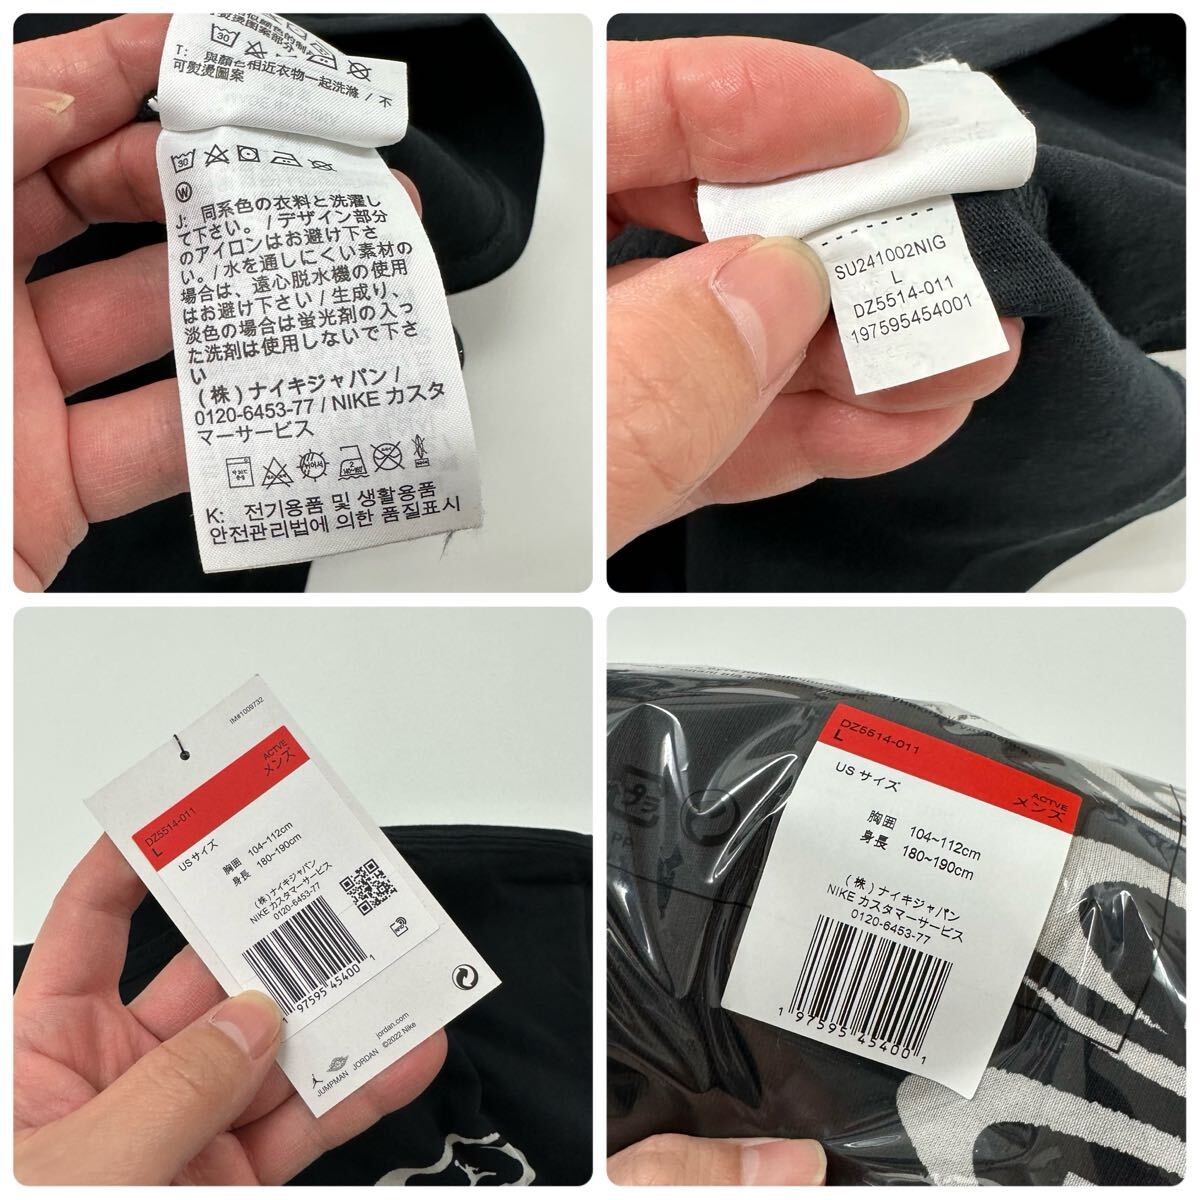 T: 與顏色相近衣物一起洗滌 / 不
可熨燙圖案
30
W
J: 同系色の衣料と洗濯し
て下さい。/ デザイン部分
のアイロンはお避け下さ
い。/ 水を通しにくい素材の
場合は、遠心脱水機の使用
はお避け下さい / 生成り、
淡色の場合は蛍光剤の入っ
た洗剤は使用しないで下さ
い
(株) ナイキジャパン /
0120-6453-77 / NIKE カスタ
マーサービス
K: 전기용품 및 생활용품
안전관리법에 의한 품질표시
SU241002NIG
L
DZ5514-011
197595454001
IM#1009732
ACTVE
メンズ
DZ5514-011
L
US サイズ
胸囲 104~112cm
身長 180~190cm
(株) ナイキジャパン
NIKE カスタマーサービス
0120-6453-77
1 97595 45400 1
jordan.com
©2022 Nike
JUMPMAN JORDAN
DZ5514-011
L
ACTVE
メンズ
US サイズ
胸囲 104~112cm
身長 180~190cm
(株) ナイキジャパン
NIKE カスタマーサービス
0120-6453-77
1 97595 45400 1